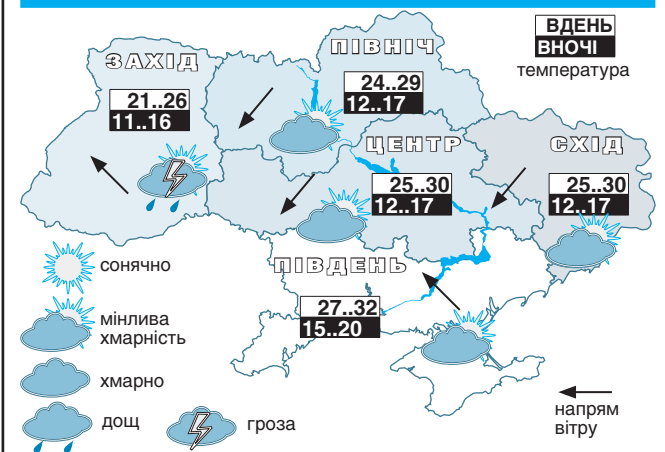 ВДЕНЬ
ВНОЧІ
температура
ПІВНІЧ
24..29
12..17
ЗАХІД
21..26
11..16
ЦЕНТР
25..30
12..17
СХІД
25..30
12..17
ПІВДЕНЬ
27..32
15..20
сонячно
мінлива
хмарність
хмарно
дощ
гроза
напрям
вітру